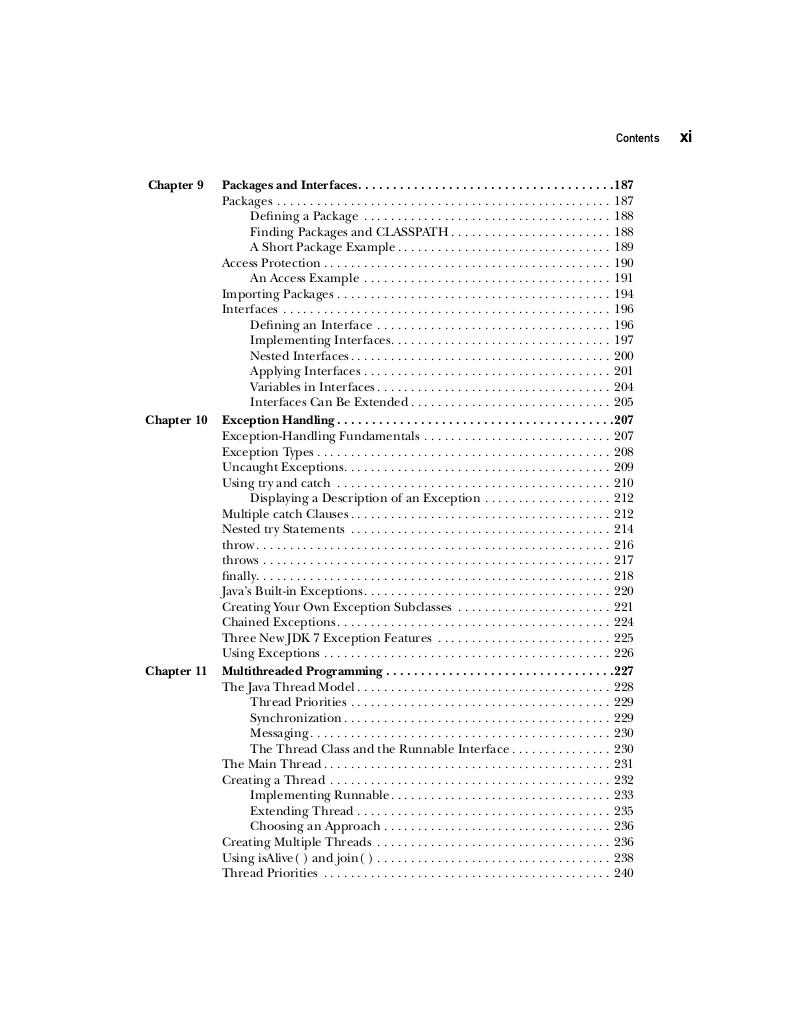 Contents xi
Chapter 9 Packages and Interfaces. . . . . . . . . . . . . . . . . . . . . . . . . . . . . . . . . . . . .187
Packages . . . . . . . . . . . . . . . . . . . . . . . . . . . . . . . . . . . . . . . . . . . . . . . . . . 187
Defining a Package . . . . . . . . . . . . . . . . . . . . . . . . . . . . . . . . . . . . . 188
Finding Packages and CLASSPATH . . . . . . . . . . . . . . . . . . . . . . . . 188
A Short Package Example . . . . . . . . . . . . . . . . . . . . . . . . . . . . . . . . 189
Access Protection . . . . . . . . . . . . . . . . . . . . . . . . . . . . . . . . . . . . . . . . . . . 190
An Access Example . . . . . . . . . . . . . . . . . . . . . . . . . . . . . . . . . . . . . 191
Importing Packages . . . . . . . . . . . . . . . . . . . . . . . . . . . . . . . . . . . . . . . . . 194
Interfaces . . . . . . . . . . . . . . . . . . . . . . . . . . . . . . . . . . . . . . . . . . . . . . . . . 196
Defining an Interface . . . . . . . . . . . . . . . . . . . . . . . . . . . . . . . . . . . 196
Implementing Interfaces. . . . . . . . . . . . . . . . . . . . . . . . . . . . . . . . . 197
Nested Interfaces . . . . . . . . . . . . . . . . . . . . . . . . . . . . . . . . . . . . . . . 200
Applying Interfaces . . . . . . . . . . . . . . . . . . . . . . . . . . . . . . . . . . . . . 201
Variables in Interfaces . . . . . . . . . . . . . . . . . . . . . . . . . . . . . . . . . . . 204
Interfaces Can Be Extended . . . . . . . . . . . . . . . . . . . . . . . . . . . . . . 205
Chapter 10 Exception Handling . . . . . . . . . . . . . . . . . . . . . . . . . . . . . . . . . . . . . . . .207
Exception-Handling Fundamentals . . . . . . . . . . . . . . . . . . . . . . . . . . . . 207
Exception Types . . . . . . . . . . . . . . . . . . . . . . . . . . . . . . . . . . . . . . . . . . . . 208
Uncaught Exceptions. . . . . . . . . . . . . . . . . . . . . . . . . . . . . . . . . . . . . . . . 209
Using try and catch . . . . . . . . . . . . . . . . . . . . . . . . . . . . . . . . . . . . . . . . . 210
Displaying a Description of an Exception . . . . . . . . . . . . . . . . . . . 212
Multiple catch Clauses . . . . . . . . . . . . . . . . . . . . . . . . . . . . . . . . . . . . . . . 212
Nested try Statements . . . . . . . . . . . . . . . . . . . . . . . . . . . . . . . . . . . . . . . 214
throw . . . . . . . . . . . . . . . . . . . . . . . . . . . . . . . . . . . . . . . . . . . . . . . . . . . . . 216
throws . . . . . . . . . . . . . . . . . . . . . . . . . . . . . . . . . . . . . . . . . . . . . . . . . . . . 217
finally. . . . . . . . . . . . . . . . . . . . . . . . . . . . . . . . . . . . . . . . . . . . . . . . . . . . . 218
Java's Built-in Exceptions . . . . . . . . . . . . . . . . . . . . . . . . . . . . . . . . . . . . . 220
Creating Your Own Exception Subclasses . . . . . . . . . . . . . . . . . . . . . . . 221
Chained Exceptions. . . . . . . . . . . . . . . . . . . . . . . . . . . . . . . . . . . . . . . . . 224
Three New JDK 7 Exception Features . . . . . . . . . . . . . . . . . . . . . . . . . . 225
Using Exceptions . . . . . . . . . . . . . . . . . . . . . . . . . . . . . . . . . . . . . . . . . . . 226
Chapter 11 Multithreaded Programming . . . . . . . . . . . . . . . . . . . . . . . . . . . . . . . . .227
The Java Thread Model . . . . . . . . . . . . . . . . . . . . . . . . . . . . . . . . . . . . . . 228
Thread Priorities . . . . . . . . . . . . . . . . . . . . . . . . . . . . . . . . . . . . . . . 229
Synchronization . . . . . . . . . . . . . . . . . . . . . . . . . . . . . . . . . . . . . . . . 229
Messaging . . . . . . . . . . . . . . . . . . . . . . . . . . . . . . . . . . . . . . . . . . . . . 230
The Thread Class and the Runnable Interface . . . . . . . . . . . . . . . 230
The Main Thread . . . . . . . . . . . . . . . . . . . . . . . . . . . . . . . . . . . . . . . . . . . 231
Creating a Thread . . . . . . . . . . . . . . . . . . . . . . . . . . . . . . . . . . . . . . . . . . 232
Implementing Runnable . . . . . . . . . . . . . . . . . . . . . . . . . . . . . . . . . 233
Extending Thread . . . . . . . . . . . . . . . . . . . . . . . . . . . . . . . . . . . . . . 235
Choosing an Approach . . . . . . . . . . . . . . . . . . . . . . . . . . . . . . . . . . 236
Creating Multiple Threads . . . . . . . . . . . . . . . . . . . . . . . . . . . . . . . . . . . 236
Using isAlive( ) and join( ) . . . . . . . . . . . . . . . . . . . . . . . . . . . . . . . . . . . 238
Thread Priorities . . . . . . . . . . . . . . . . . . . . . . . . . . . . . . . . . . . . . . . . . . . 240